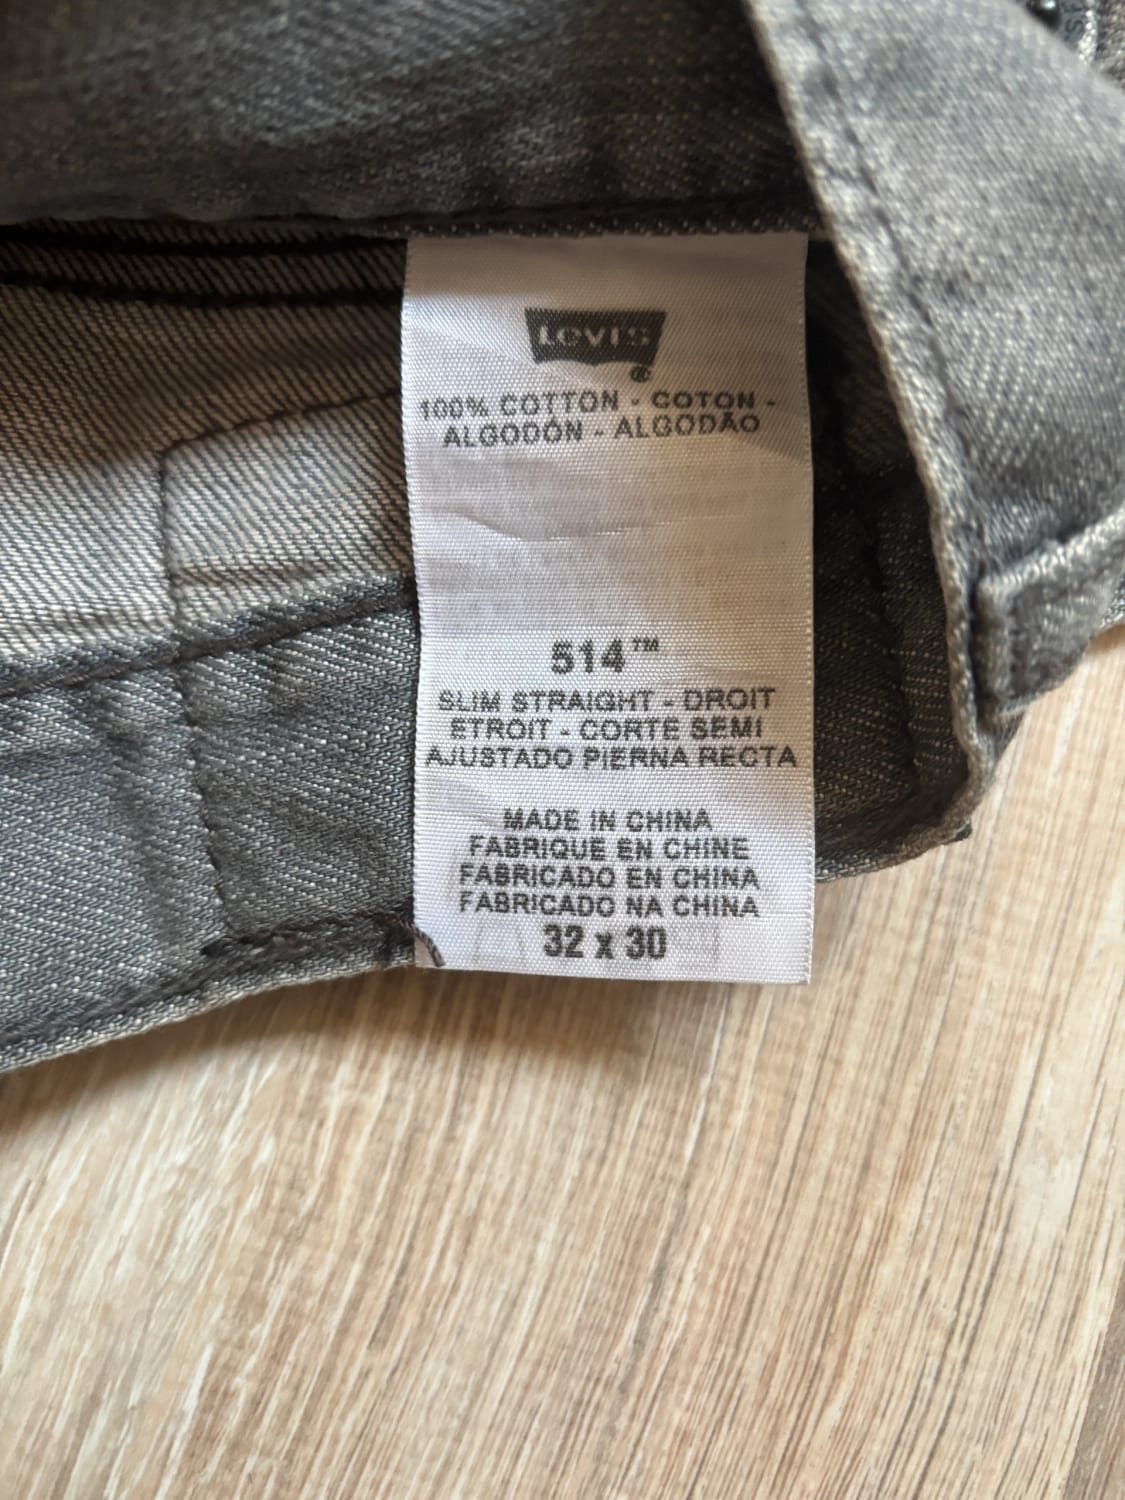 Levi's
100% COTTON - COTON -
ALGODÓN - ALGODÃO
514™
SLIM STRAIGHT - DROIT
ETROIT - CORTE SEMI
AJUSTADO PIERNA RECTA
MADE IN CHINA
FABRIQUE EN CHINE
FABRICADO EN CHINA
FABRICADO NA CHINA
32 x 30